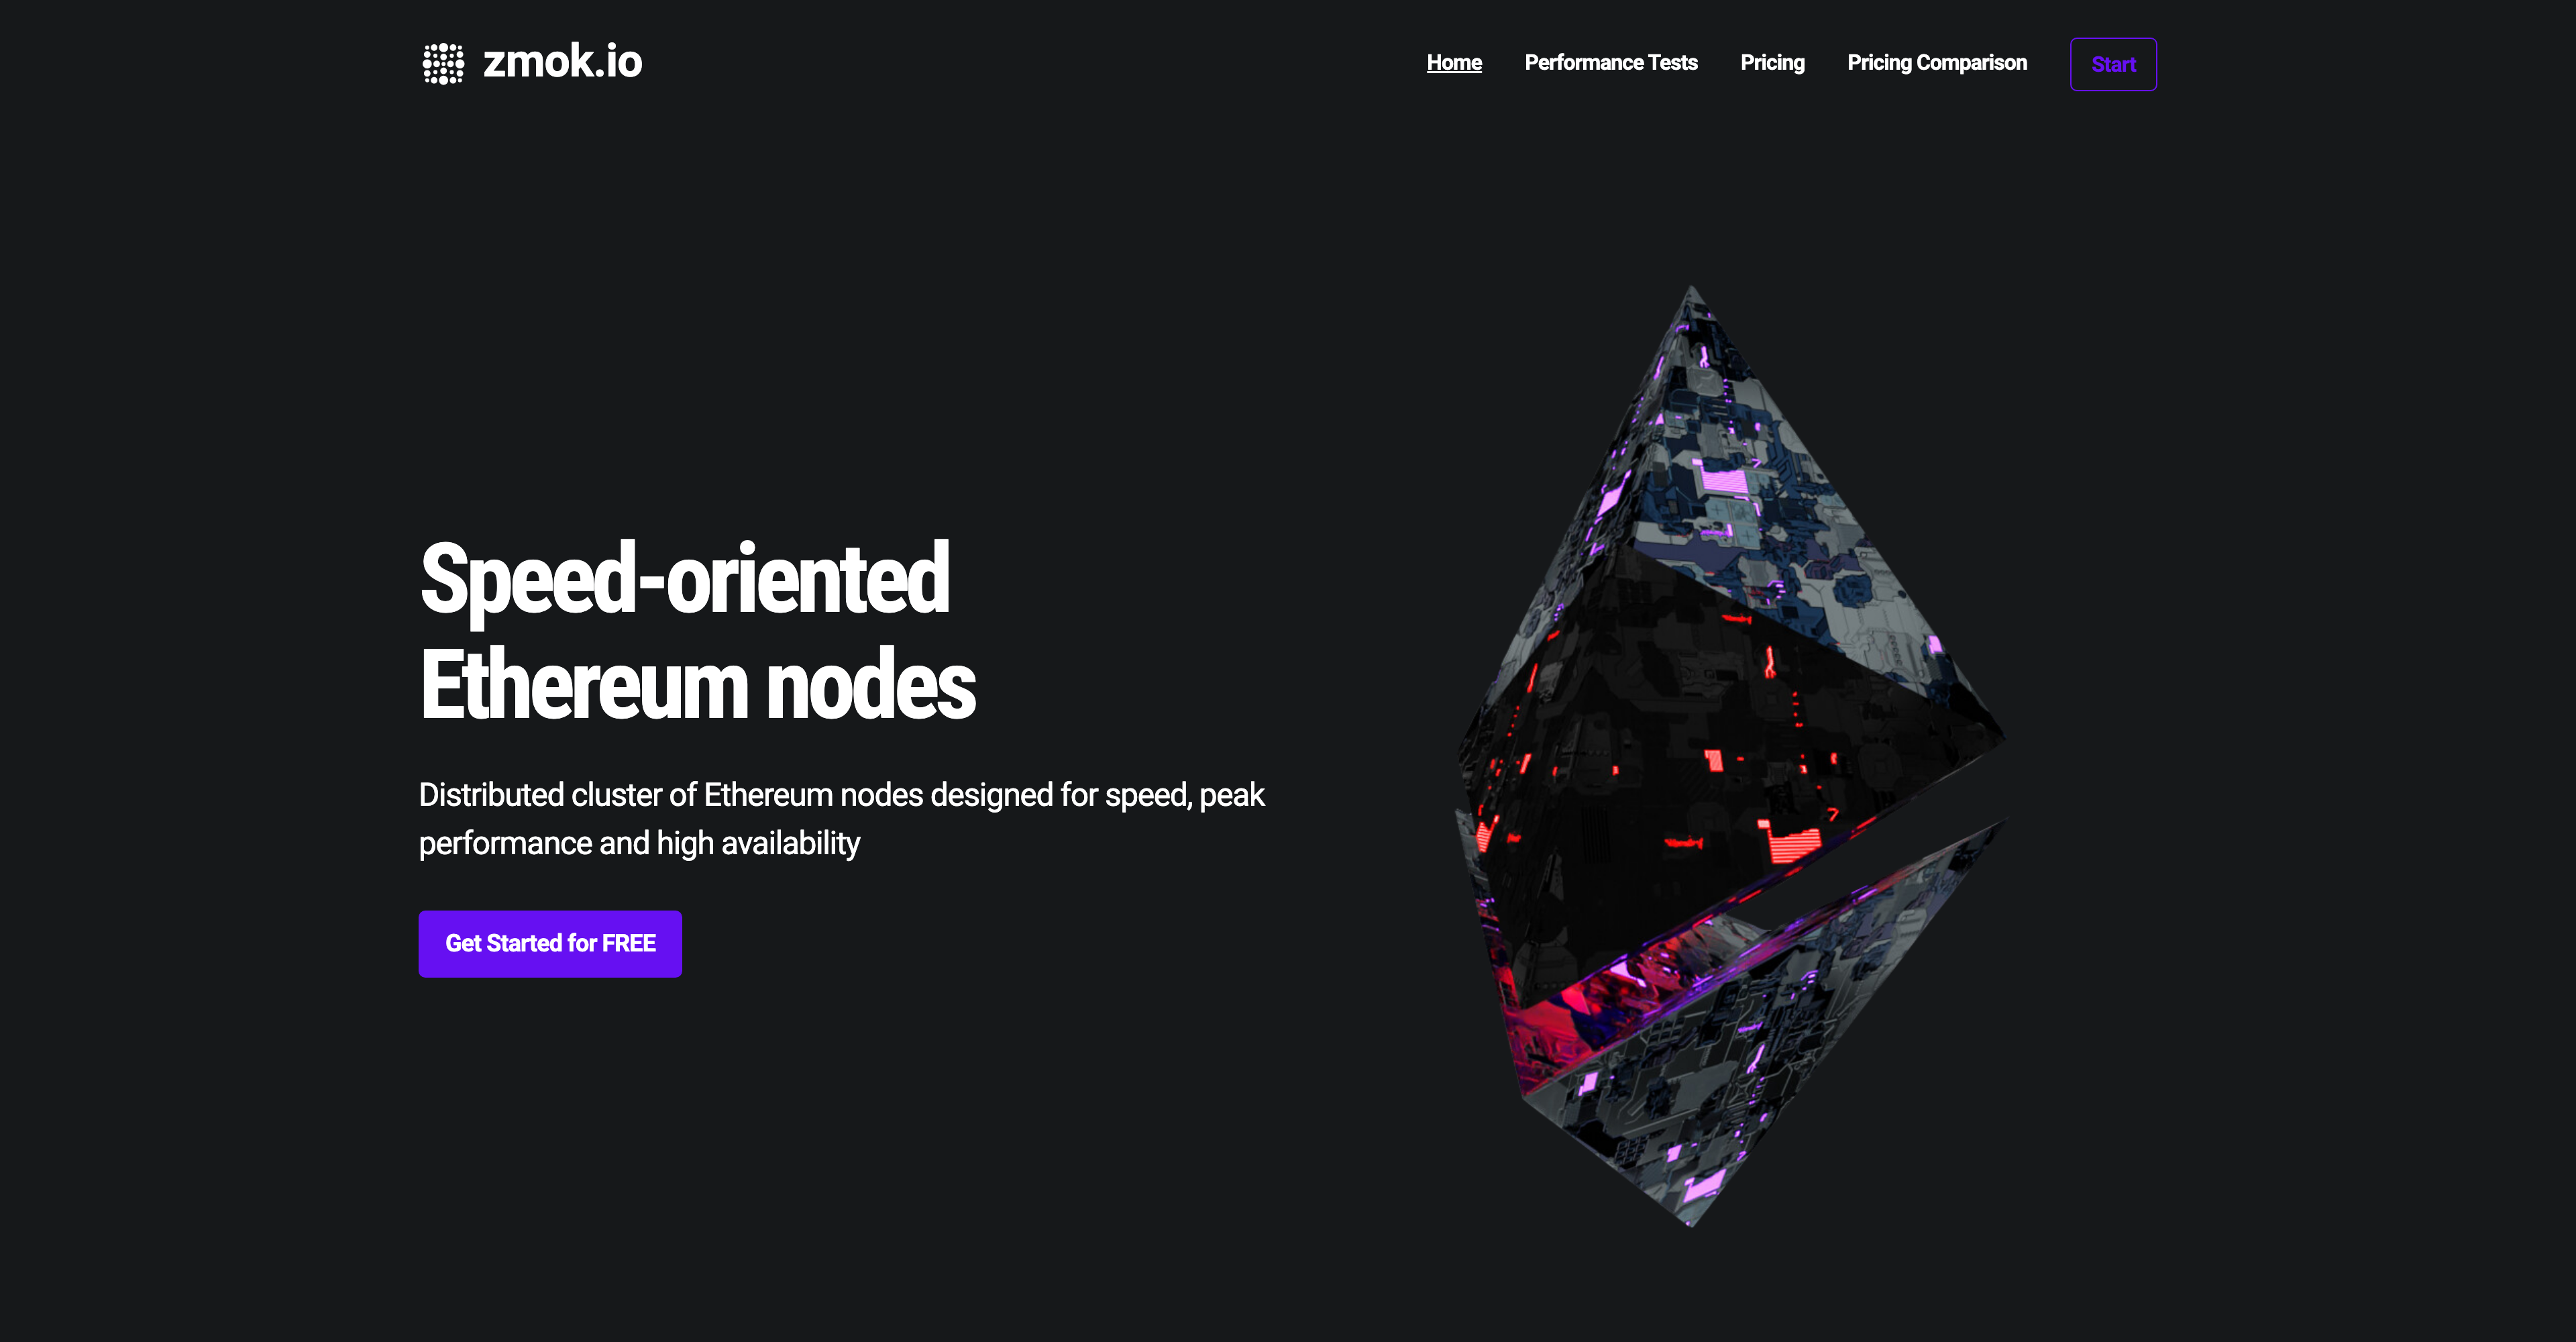 zmok.io
Home
Performance Tests
Pricing
Pricing Comparison
Start
Speed-oriented
Ethereum nodes
Distributed cluster of Ethereum nodes designed for speed, peak
performance and high availability
Get Started for FREE